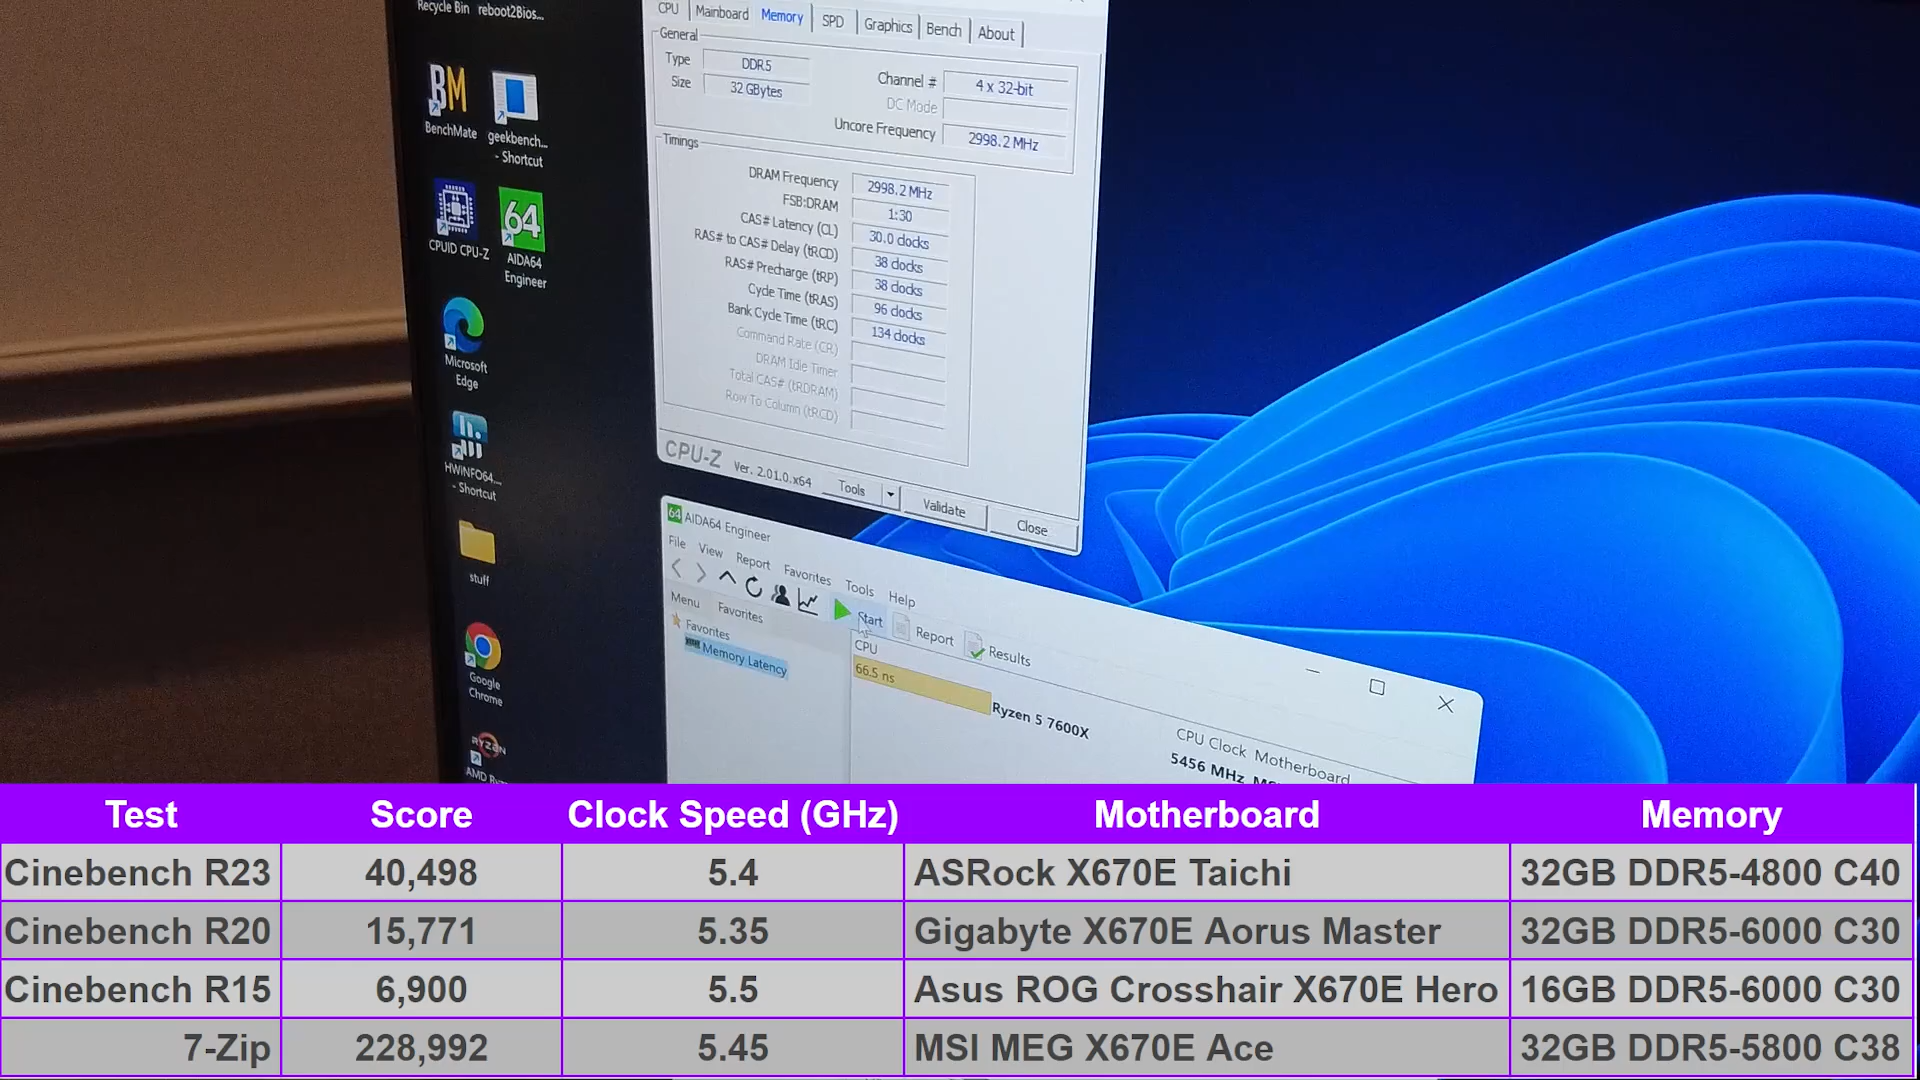 Recycle Bin
reboot2Bios...
BenchMate
geekbench...
- Shortcut
CPUID CPU-Z
64
AIDA64
Engineer
Microsoft
Edge
HWiNFO64...
- Shortcut
stuff
Google
Chrome
RYZEN
CPU Mainboard Memory SPD Graphics Bench About
General
Type DDR5
Channel # 4 x 32-bit
Size 32 GBytes
DC Mode
Uncore Frequency 2998.2 MHz
Timings
DRAM Frequency 2998.2 MHz
FSB:DRAM 1:30
CAS# Latency (CL) 30.0 clocks
RAS# to CAS# Delay (tRCD) 38 clocks
RAS# Precharge (tRP) 38 clocks
Cycle Time (tRAS) 96 clocks
Bank Cycle Time (tRC) 134 clocks
Command Rate (CR)
DRAM Idle Timer
Total CAS# (tRDRAM)
Row To Column (tRCD)
CPU-Z Ver. 2.01.0.x64 Tools Validate Close
64 AIDA64 Engineer
File View Report Favorites Tools Help
Start Report Results
Menu Favorites
Favorites
Memory Latency
CPU
66.5 ns
Ryzen 5 7600X
CPU Clock Motherboard
5456 MHz
Test Score Clock Speed (GHz) Motherboard Memory
Cinebench R23 40,498 5.4 ASRock X670E Taichi 32GB DDR5-4800 C40
Cinebench R20 15,771 5.35 Gigabyte X670E Aorus Master 32GB DDR5-6000 C30
Cinebench R15 6,900 5.5 Asus ROG Crosshair X670E Hero 16GB DDR5-6000 C30
7-Zip 228,992 5.45 MSI MEG X670E Ace 32GB DDR5-5800 C38